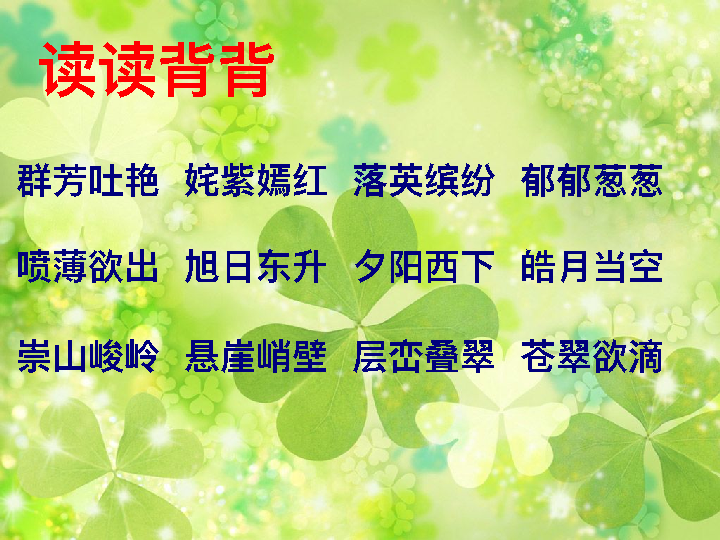 读读背背
群芳吐艳 姹紫嫣红 落英缤纷 郁郁葱葱
喷薄欲出 旭日东升 夕阳西下 皓月当空
崇山峻岭 悬崖峭壁 层峦叠翠 苍翠欲滴